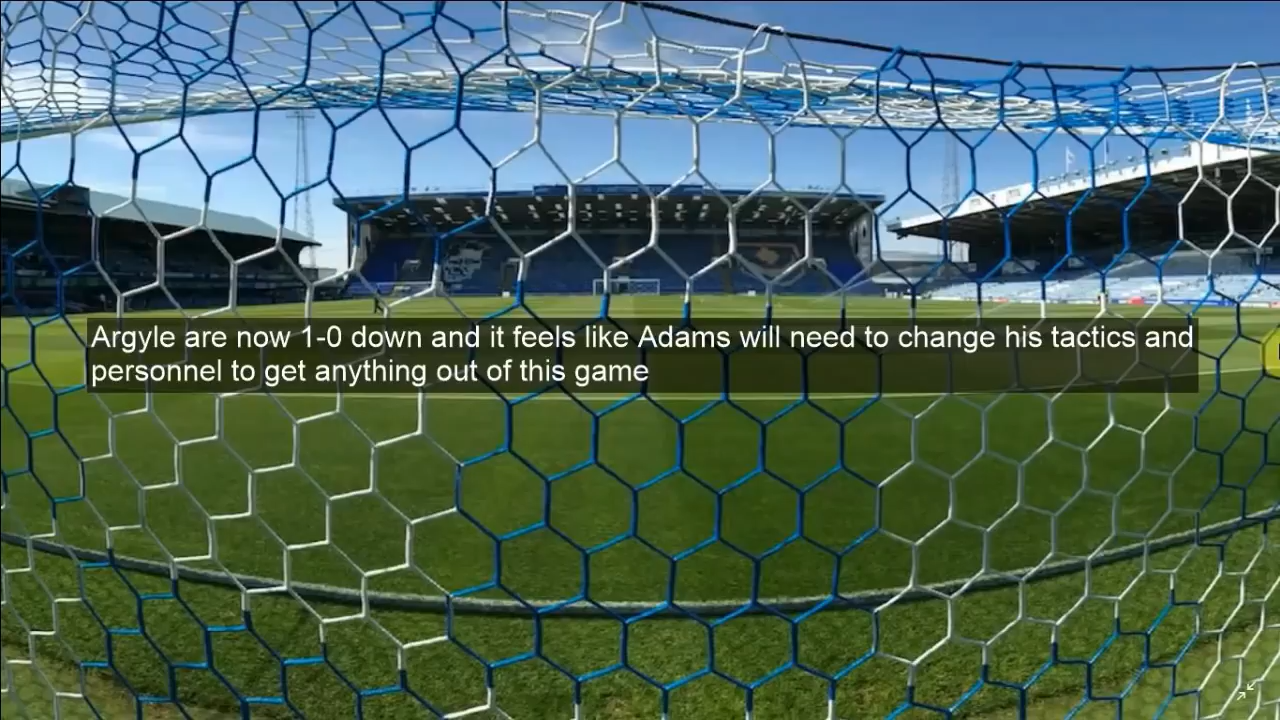 Argyle are now 1-0 down and it feels like Adams will need to change his tactics and
personnel to get anything out of this game